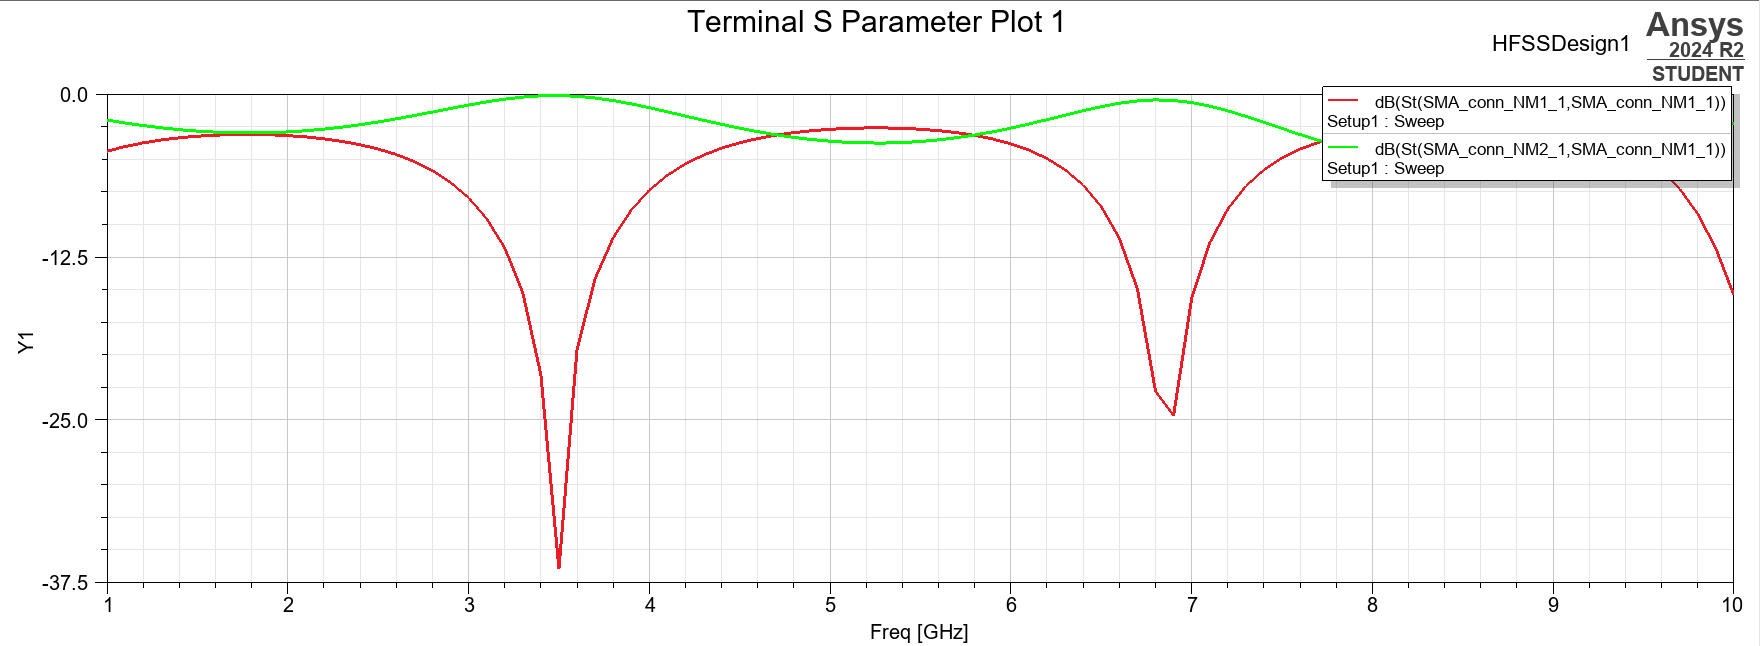 Terminal S Parameter Plot 1
HFSSDesign1
Ansys
2024 R2
STUDENT
dB(St(SMA_conn_NM1_1,SMA_conn_NM1_1))
Setup1 : Sweep
dB(St(SMA_conn_NM2_1,SMA_conn_NM1_1))
Setup1 : Sweep
0.0
-12.5
-25.0
-37.5
Y1
1 2 3 4 5 6 7 8 9 10
Freq [GHz]